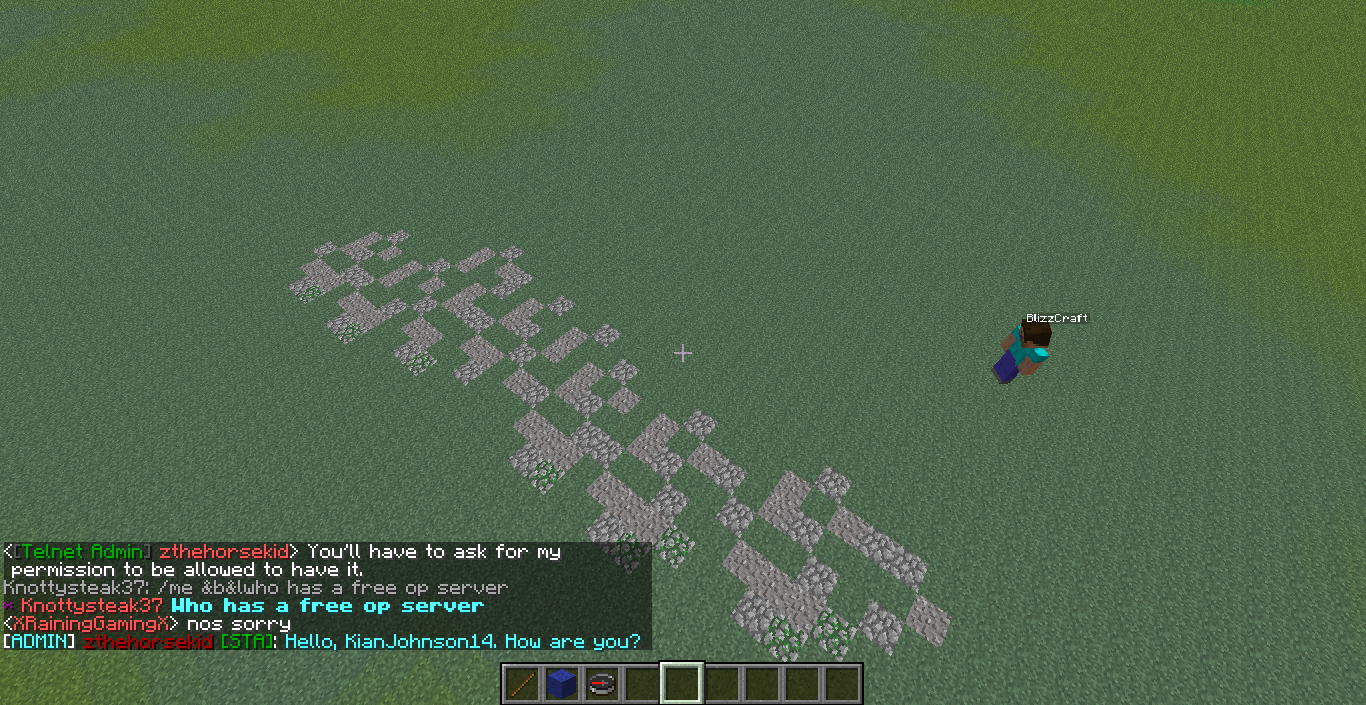 BlizzCraft
<[Telnet Admin] zthehorsekid> You'll have to ask for my
permission to be allowed to have it.
Knottysteak37: /me &b&lwho has a free op server
* Knottysteak37 Who has a free op server
<XRainingGamingX> nos sorry
[ADMIN] zthehorsekid [STA]: Hello, KianJohnson14. How are you?